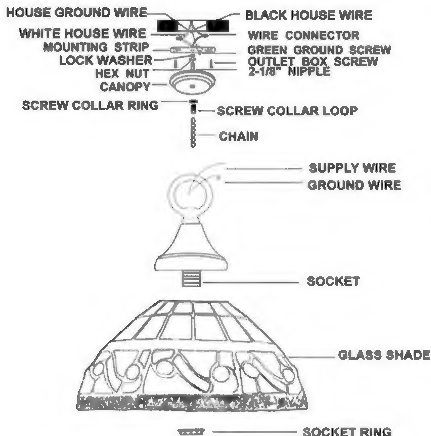 HOUSE GROUND WIRE
BLACK HOUSE WIRE
WHITE HOUSE WIRE
WIRE CONNECTOR
MOUNTING STRIP
GREEN GROUND SCREW
LOCK WASHER
OUTLET BOX SCREW
HEX NUT
2-1/8" NIPPLE
CANOPY
SCREW COLLAR RING
SCREW COLLAR LOOP
CHAIN
SUPPLY WIRE
GROUND WIRE
SOCKET
GLASS SHADE
SOCKET RING